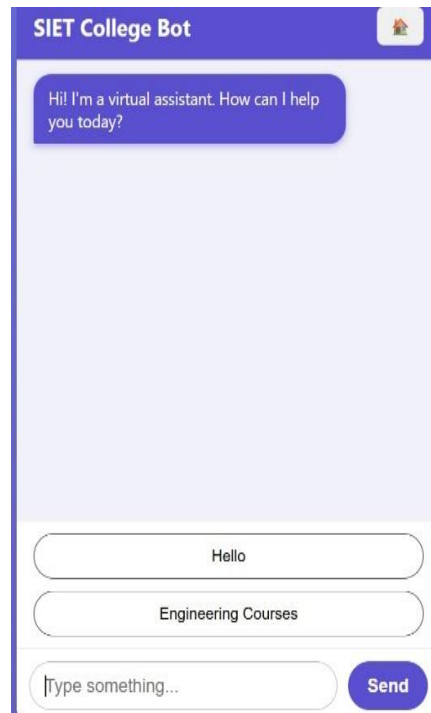 SIET College Bot
Hi! I'm a virtual assistant. How can I help
you today?
Hello
Engineering Courses
Type something...
Send